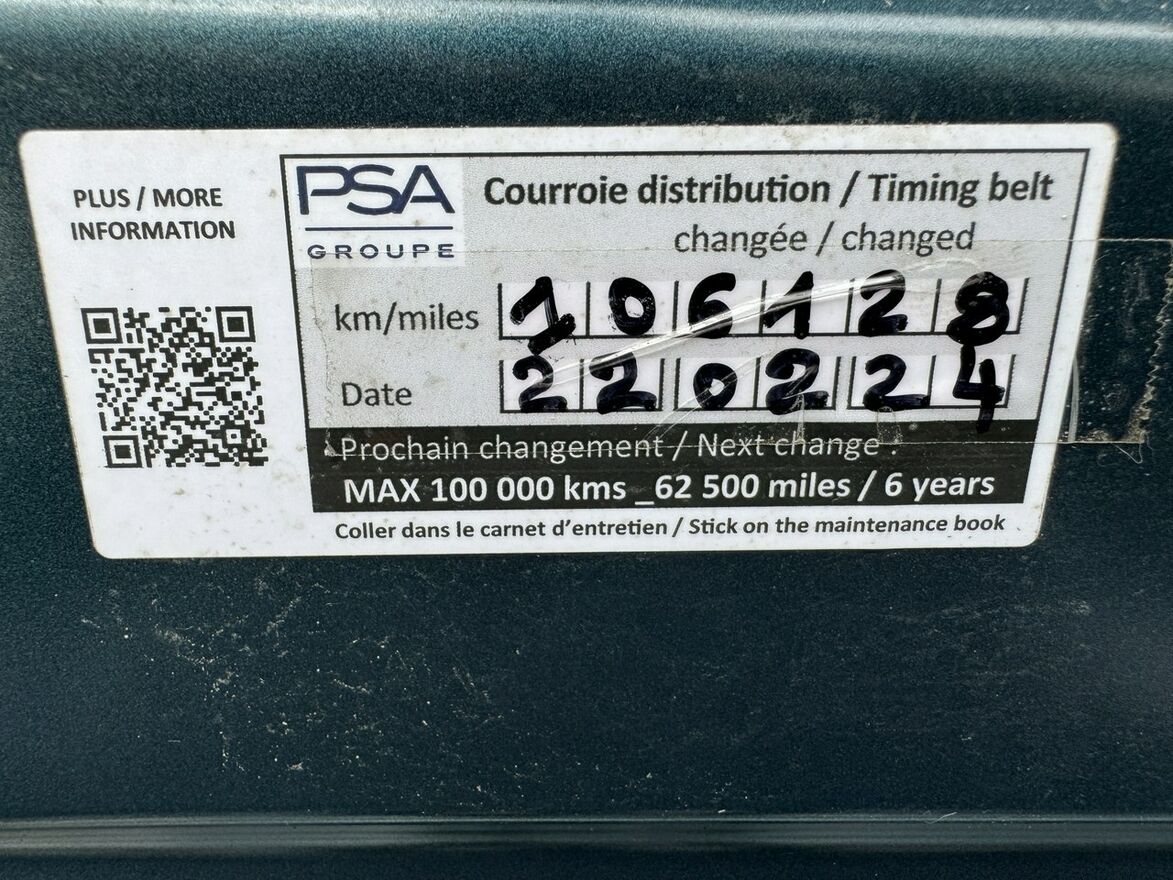 PLUS / MORE
INFORMATION
PSA
GROUPE
Courroie distribution / Timing belt
changée / changed
km/miles 106128
Date 220224
Prochain changement / Next change :
MAX 100 000 kms _62 500 miles / 6 years
Coller dans le carnet d'entretien / Stick on the maintenance book